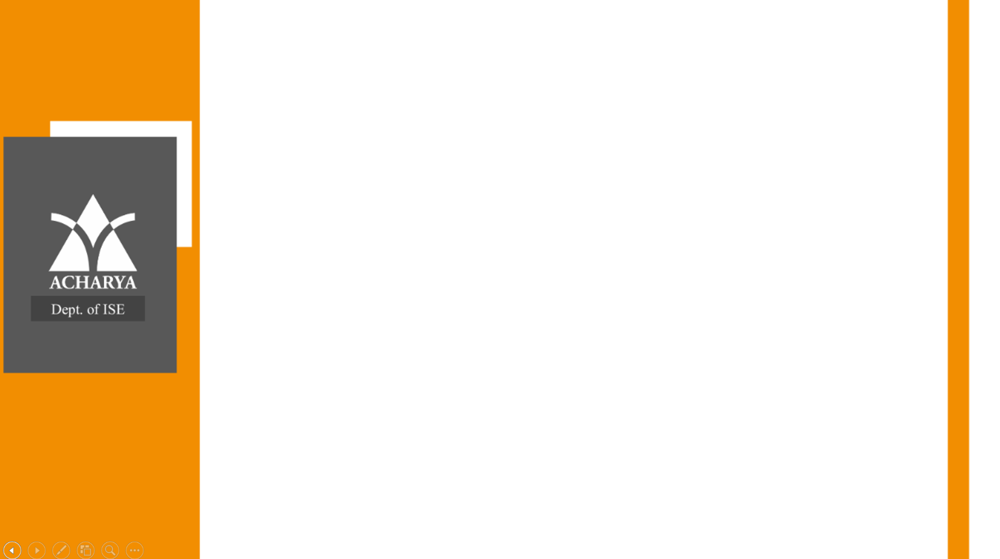 ACHARYA
Dept. of ISE